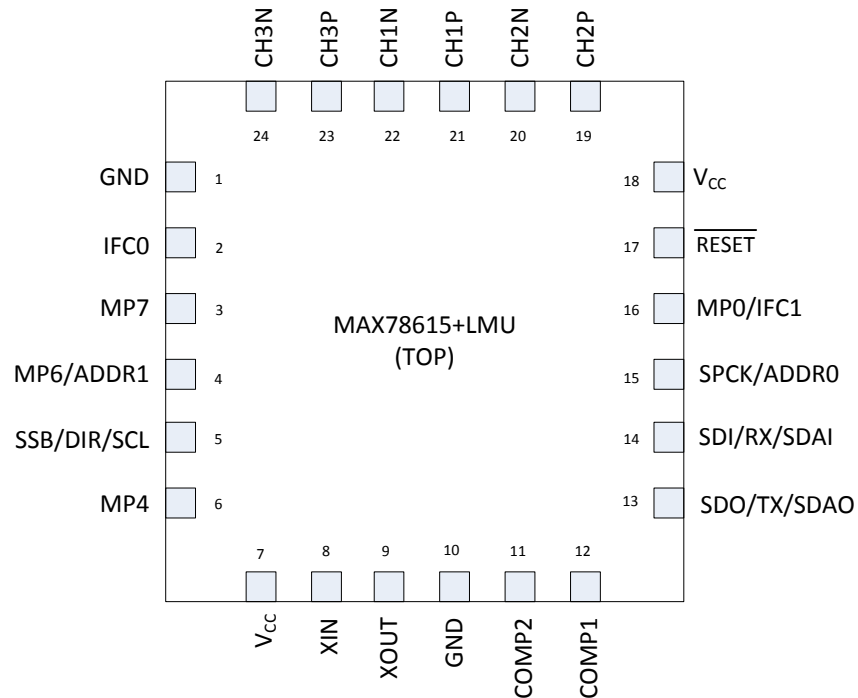 CH3N CH3P CH1N CH1P CH2N CH2P
24 23 22 21 20 19
GND 1 18 VCC
IFC0 2 17 RESET
MP7 3 16 MP0/IFC1
MAX78615+LMU
(TOP)
MP6/ADDR1 4 15 SPCK/ADDR0
SSB/DIR/SCL 5 14 SDI/RX/SDAI
MP4 6 13 SDO/TX/SDAO
7 8 9 10 11 12
VCC XIN XOUT GND COMP2 COMP1